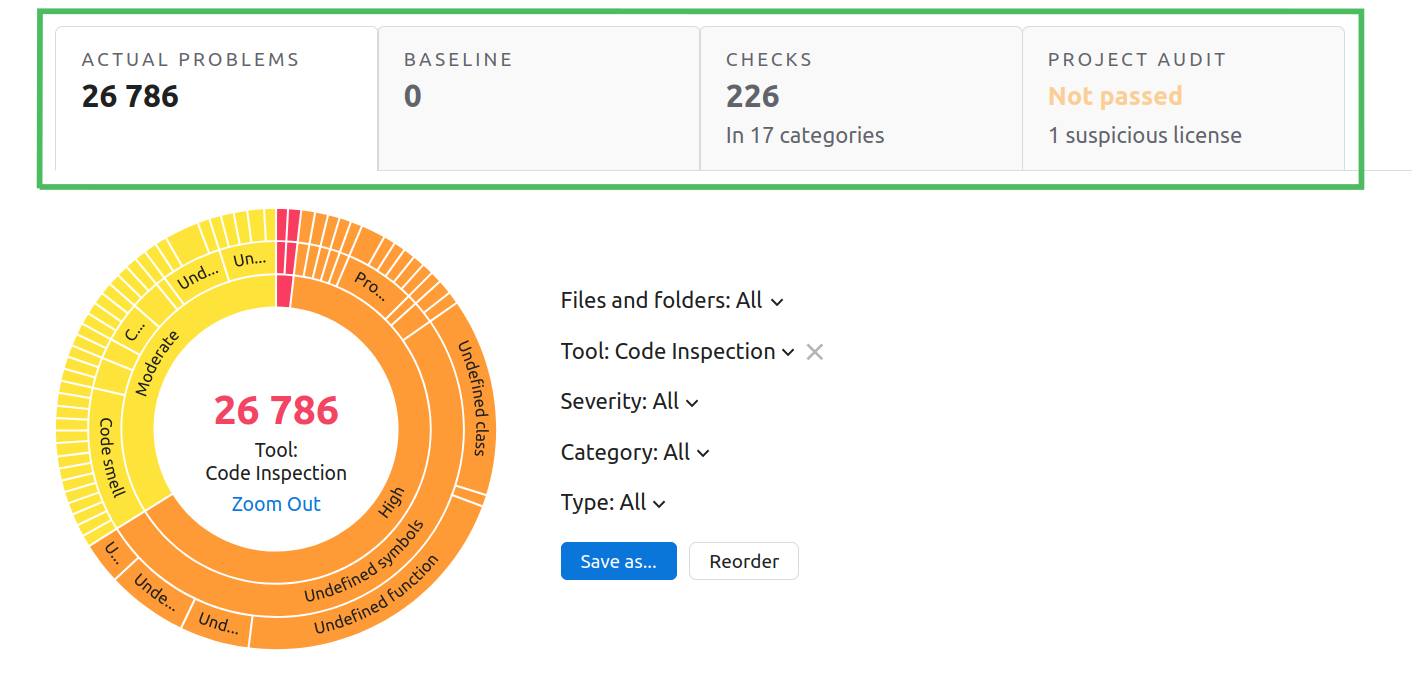 ACTUAL PROBLEMS
26 786
BASELINE
0
CHECKS
226
In 17 categories
PROJECT AUDIT
Not passed
1 suspicious license
Und...
Un...
Pro...
C...
Moderate
Code smell
Undefined class
High
Undefined symbols
Undefined function
U...
Unde...
Und...
26 786
Tool:
Code Inspection
Zoom Out
Files and folders: All
Tool: Code Inspection
Severity: All
Category: All
Type: All
Save as...
Reorder